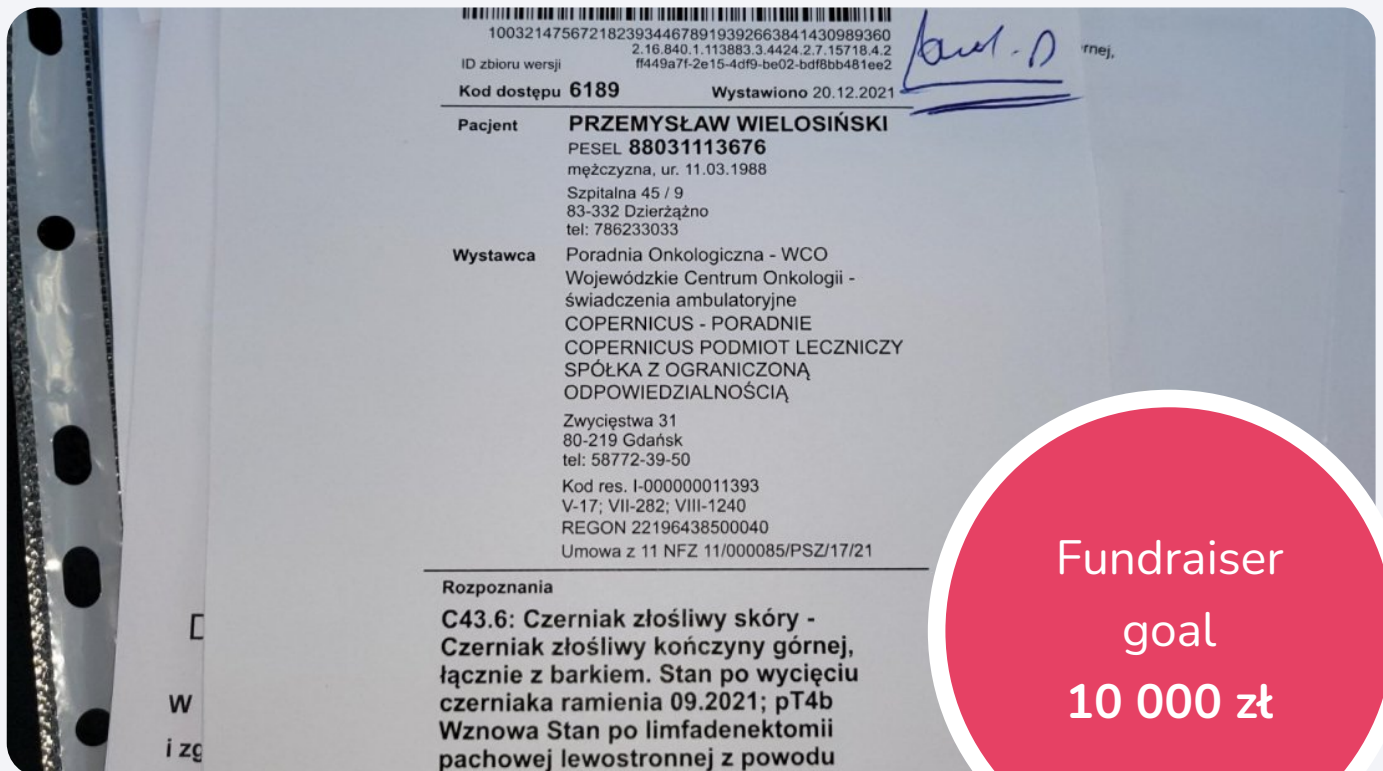 100321475672182393446789193926638414309893​60
2.16.840.1.113883.3.4424.2.7.15718.4.2
ID zbioru wersji ff449a7f-2e15-4df9-be02-bdf8bb481ee2
rnej,
Kod dostępu 6189 Wystawiono 20.12.2021
Pacjent PRZEMYSŁAW WIELOSIŃSKI
PESEL 88031113676
mężczyzna, ur. 11.03.1988
Szpitalna 45 / 9
83-332 Dzierżążno
tel: 786233033
Wystawca Poradnia Onkologiczna - WCO
Wojewódzkie Centrum Onkologii -
świadczenia ambulatoryjne
COPERNICUS - PORADNIE
COPERNICUS PODMIOT LECZNICZY
SPÓŁKA Z OGRANICZONĄ
ODPOWIEDZIALNOŚCIĄ
Zwycięstwa 31
80-219 Gdańsk
tel: 58772-39-50
Kod res. I-000000011393
V-17; VII-282; VIII-1240
REGON 22196438500040
Umowa z 11 NFZ 11/000085/PSZ/17/21
Rozpoznania
C43.6: Czerniak złośliwy skóry -
Czerniak złośliwy kończyny górnej,
łącznie z barkiem. Stan po wycięciu
czerniaka ramienia 09.2021; pT4b
Wznowa Stan po limfadenektomii
pachowej lewostronnej z powodu
W
i zg
Fundraiser
goal
10 000 zł